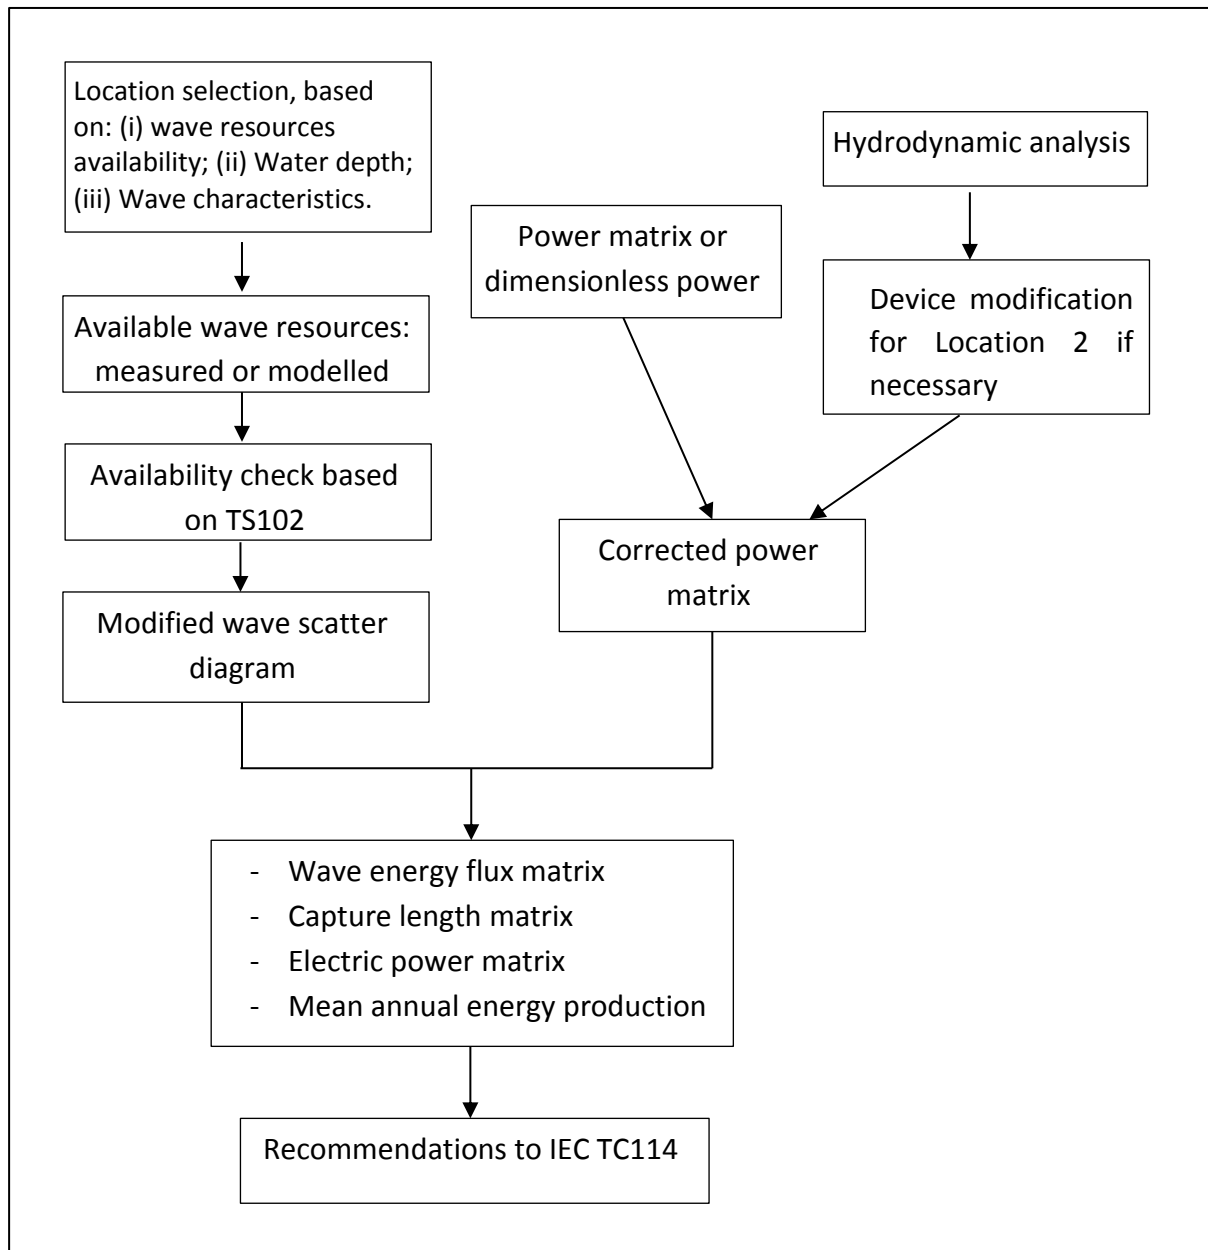 Location selection, based
on: (i) wave resources
availability; (ii) Water depth;
(iii) Wave characteristics.
Available wave resources:
measured or modelled
Availability check based
on TS102
Modified wave scatter
diagram
Power matrix or
dimensionless power
Hydrodynamic analysis
Device modification
for Location 2 if
necessary
Corrected power
matrix
- Wave energy flux matrix
- Capture length matrix
- Electric power matrix
- Mean annual energy production
Recommendations to IEC TC114